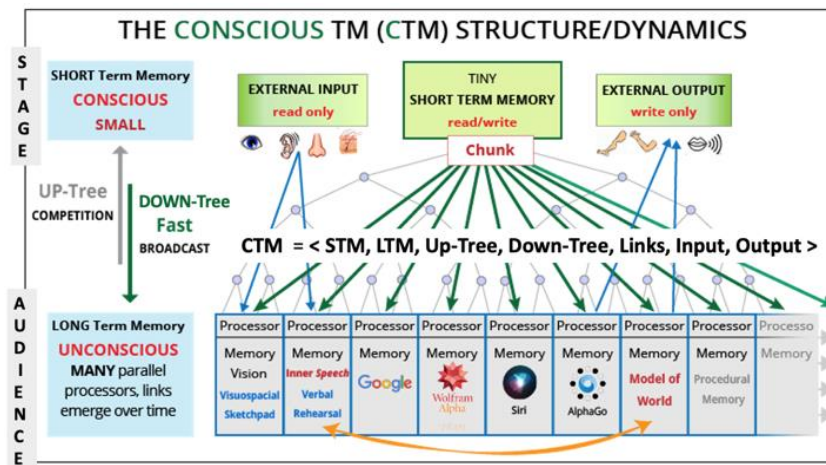 THE CONSCIOUS TM (CTM) STRUCTURE/DYNAMICS
STAGE
SHORT Term Memory
CONSCIOUS
SMALL
EXTERNAL INPUT
read only
TINY
SHORT TERM MEMORY
read/write
Chunk
EXTERNAL OUTPUT
write only
UP-Tree
COMPETITION
DOWN-Tree
Fast
BROADCAST
CTM = < STM, LTM, Up-Tree, Down-Tree, Links, Input, Output >
AUDIENCE
LONG Term Memory
UNCONSCIOUS
MANY parallel
processors, links
emerge over time
Processor
Memory
Vision
Visuospacial
Sketchpad
Processor
Memory
Inner Speech
Verbal
Rehearsal
Processor
Memory
Google
Processor
Memory
Wolfram
Alpha
Processor
Memory
Siri
Processor
Memory
AlphaGo
Processor
Memory
Model of
World
Processor
Memory
Procedural
Memory
Processo
Memory